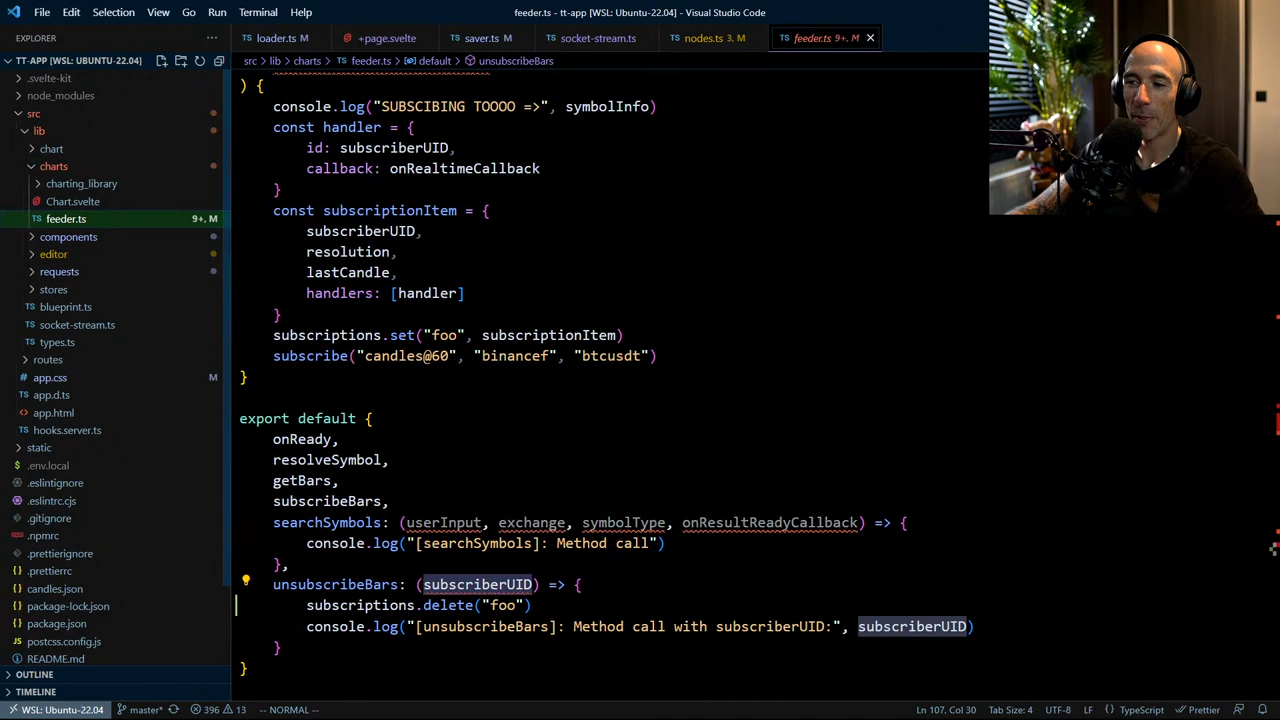 File Edit Selection View Go Run Terminal Help
feeder.ts - tt-app [WSL: Ubuntu-22.04] - Visual Studio Code
EXPLORER
TT-APP [WSL: UBUNTU-22.04]
.svelte-kit
node_modules
src
lib
chart
charts
charting_library
Chart.svelte
TS feeder.ts 9+, M
components
editor
requests
stores
TS blueprint.ts
TS socket-stream.ts
TS types.ts
routes
# app.css M
TS app.d.ts
<> app.html
TS hooks.server.ts
static
.env.local
.eslintignore
.eslintrc.cjs
.gitignore
.npmrc
.prettierignore
.prettierrc
candles.json
package-lock.json
package.json
postcss.config.js
README.md
OUTLINE
TIMELINE
TS loader.ts M
+page.svelte
TS saver.ts M
TS socket-stream.ts
TS nodes.ts 3, M
TS feeder.ts 9+, M
src > lib > charts > TS feeder.ts > default > unsubscribeBars
) {
console.log("SUBSCIBING TOOOO =>", symbolInfo)
const handler = {
id: subscriberUID,
callback: onRealtimeCallback
}
const subscriptionItem = {
subscriberUID,
resolution,
lastCandle,
handlers: [handler]
}
subscriptions.set("foo", subscriptionItem)
subscribe("candles@60", "binancef", "btcusdt")
}
export default {
onReady,
resolveSymbol,
getBars,
subscribeBars,
searchSymbols: (userInput, exchange, symbolType, onResultReadyCallback) => {
console.log("[searchSymbols]: Method call")
},
unsubscribeBars: (subscriberUID) => {
subscriptions.delete("foo")
console.log("[unsubscribeBars]: Method call with subscriberUID:", subscriberUID)
}
}
WSL: Ubuntu-22.04 master* 396 13 -- NORMAL -- Ln 107, Col 30 Tab Size: 4 UTF-8 LF {} TypeScript Prettier